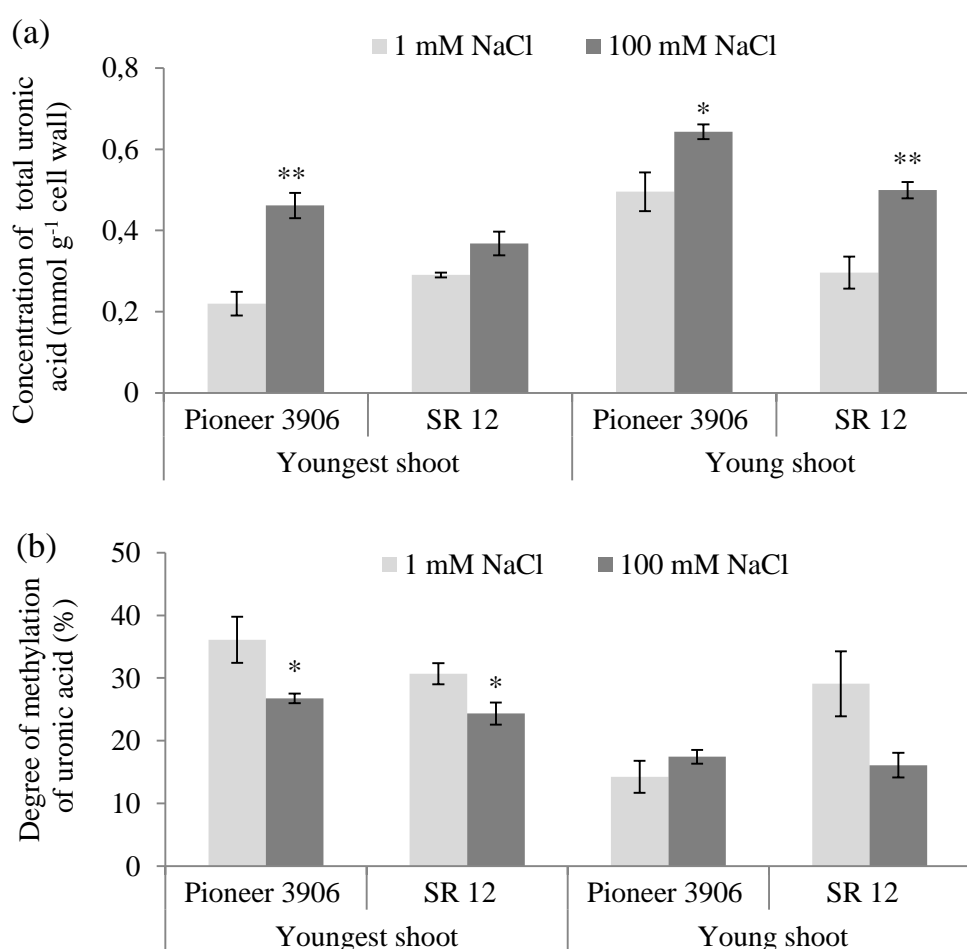 (a)
1 mM NaCl 100 mM NaCl
Concentration of total uronic
acid (mmol g⁻¹ cell wall)
0,8
0,6
0,4
0,2
0
** * **
Pioneer 3906 SR 12 Pioneer 3906 SR 12
Youngest shoot Young shoot
(b)
1 mM NaCl 100 mM NaCl
Degree of methylation
of uronic acid (%)
50
40
30
20
10
0
* *
Pioneer 3906 SR 12 Pioneer 3906 SR 12
Youngest shoot Young shoot